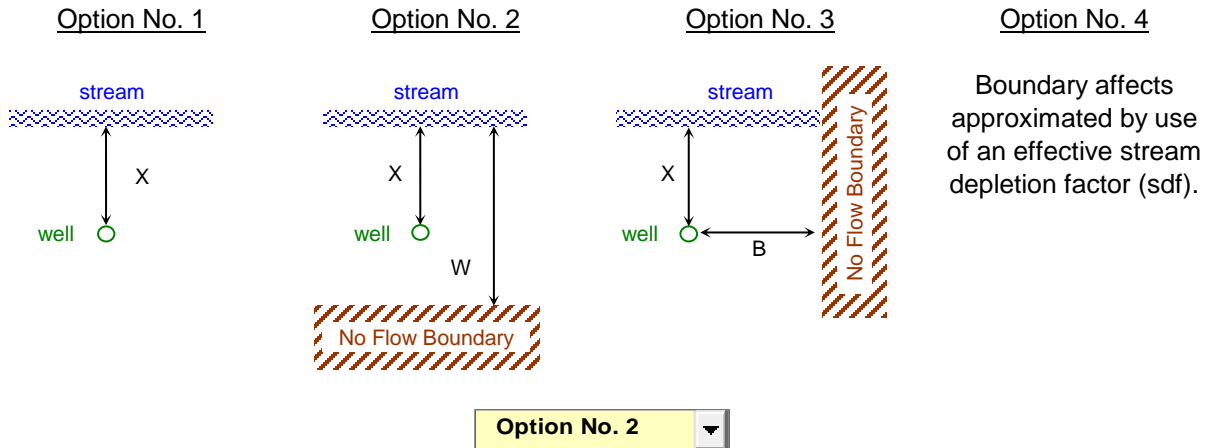 Option No. 1
Option No. 2
Option No. 3
Option No. 4
stream
X
well
stream
X
well
W
No Flow Boundary
stream
X
well
B
No Flow Boundary
Boundary affects
approximated by use
of an effective stream
depletion factor (sdf).
Option No. 2